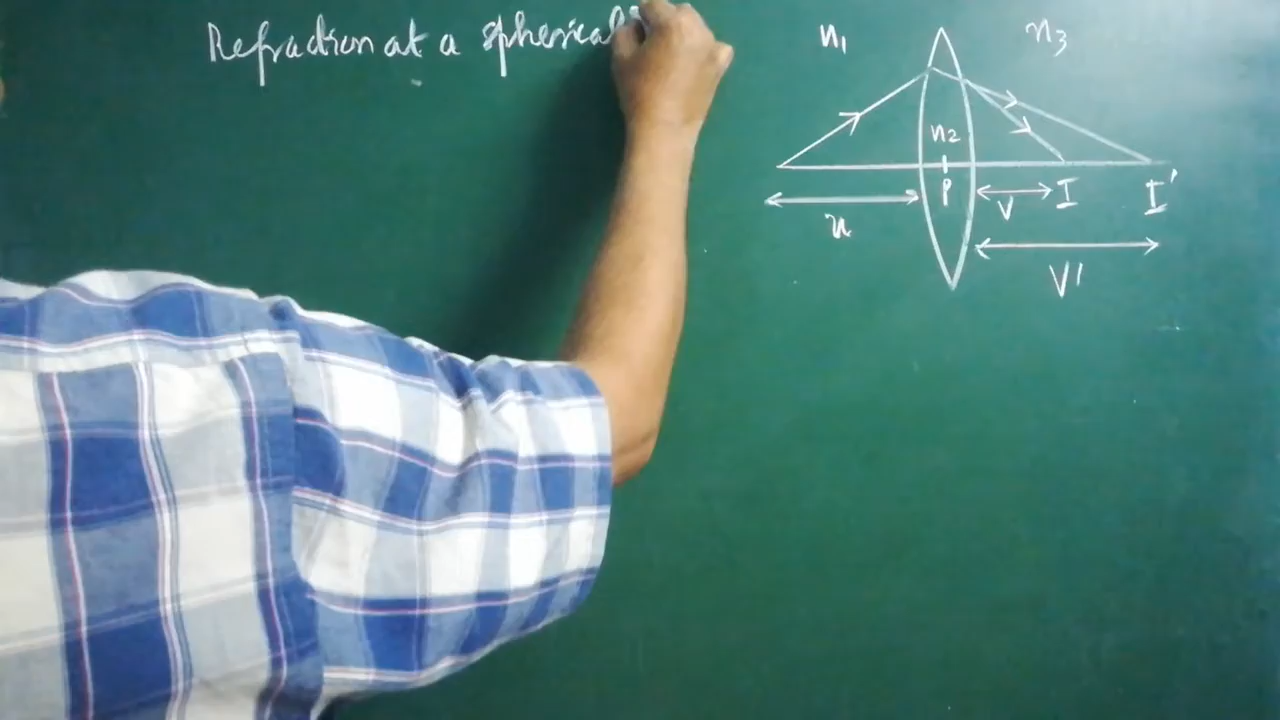 Refraction at a spherical
n1
n3
n2
P
I
I'
V
u
V'